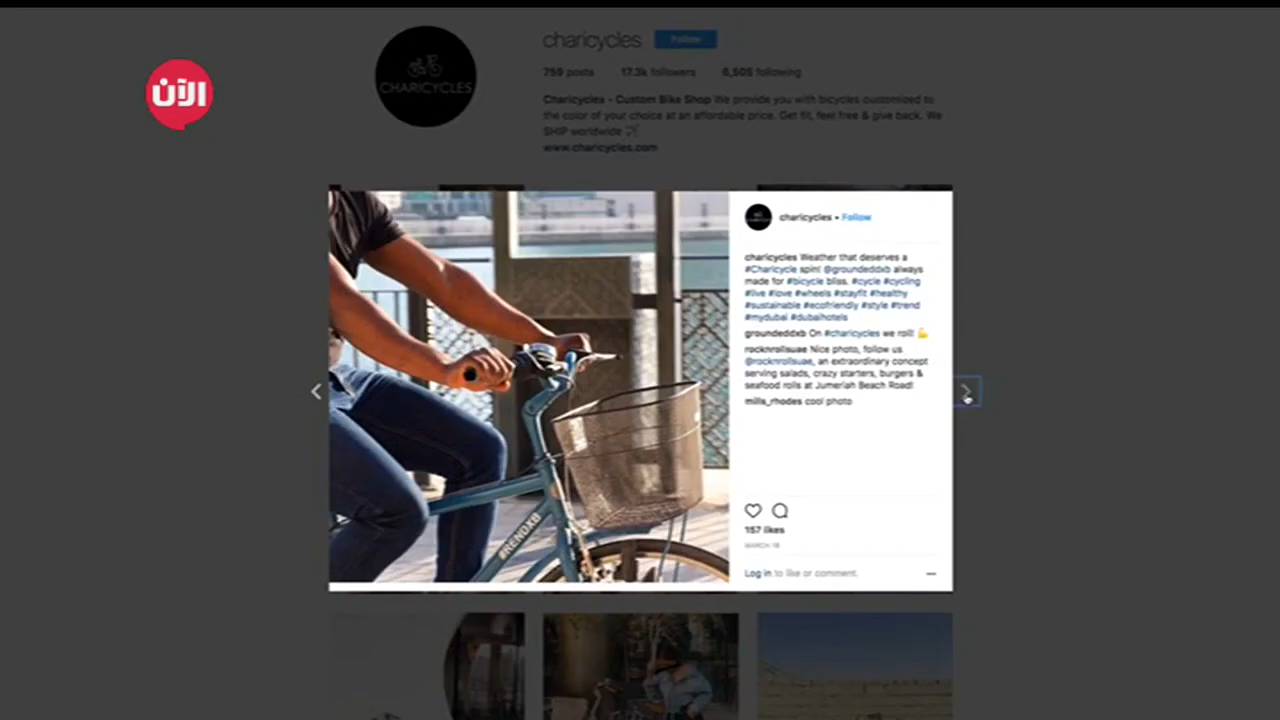 charicycles Follow
759 posts 17.3k followers 6,505 following
Charicycles - Custom Bike Shop We provide you with bicycles customized to
the color of your choice at an affordable price. Get fit, feel free & give back. We
SHIP worldwide
www.charicycles.com
CHARICYCLES
الآن
charicycles • Follow
charicycles Weather that deserves a
#Charicycle spin! @groundeddxb always
made for #bicycle bliss. #cycle #cycling
#live #love #wheels #stayfit #healthy
#sustainable #ecofriendly #style #trend
#mydubai #dubaihotels
groundeddxb On #charicycles we roll! 💪
rocknrollsuae Nice photo, follow us
@rocknrollsuae, an extraordinary concept
serving salads, crazy starters, burgers &
seafood rolls at Jumeriah Beach Road!
mills_rhodes cool photo
#RENDXB
157 likes
MARCH 18
Log in to like or comment.